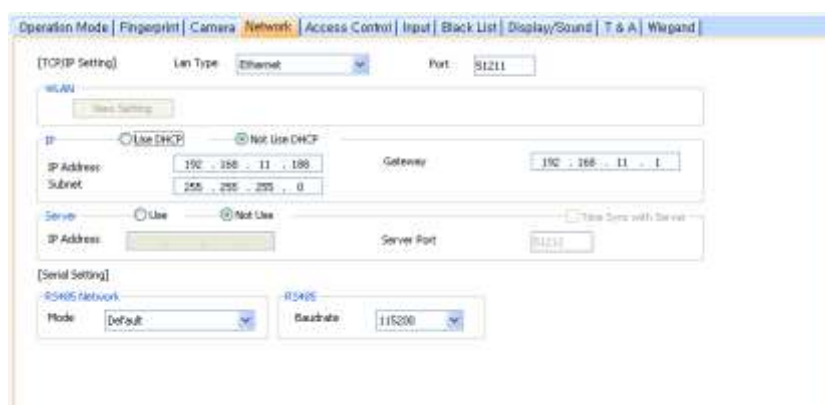 Operation Mode | Fingerprint | Camera | Network | Access Control | Input | Black List | Display/Sound | T & A | Wiegand |
[TCP/IP Setting] Lan Type Ethernet Port 51211
WLAN
View Setting
IP Use DHCP Not Use DHCP
IP Address 192 . 168 . 11 . 188 Gateway 192 . 168 . 11 . 1
Subnet 255 . 255 . 255 . 0
Server Use Not Use Time Sync with Server
IP Address Server Port 51212
[Serial Setting]
RS485 Network RS485
Mode Default Baudrate 115200